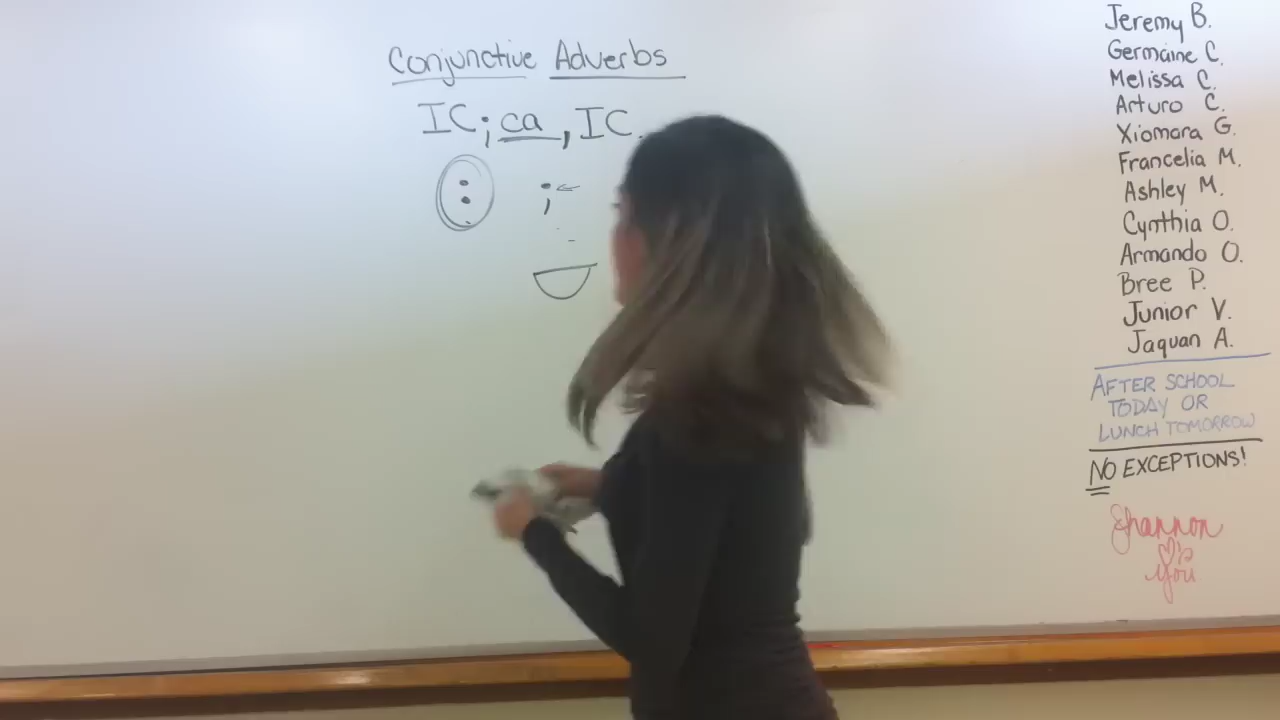 Conjunctive Adverbs
IC; ca, IC.
:
;
Jeremy B.
Germaine C.
Melissa C.
Arturo C.
Xiomara G.
Francelia M.
Ashley M.
Cynthia O.
Armando O.
Bree P.
Junior V.
Jaquan A.
AFTER SCHOOL
TODAY OR
LUNCH TOMORROW
NO EXCEPTIONS!
Shannon
♥'s
You